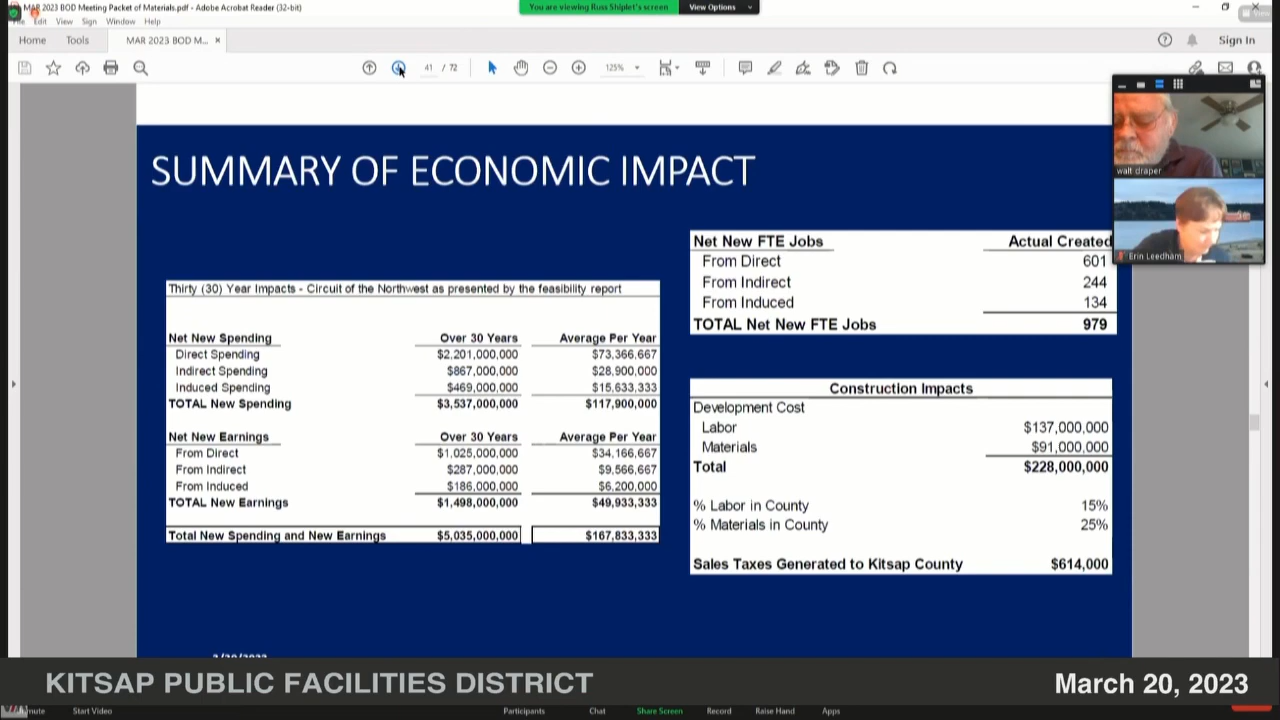 MAR 2023 BOD Meeting Packet of Materials.pdf - Adobe Acrobat Reader (32-bit)
You are viewing Russ Shiplet's screen View Options
File Edit View Sign Window Help
Home Tools MAR 2023 BOD M... × Sign In
41 / 72 125%
SUMMARY OF ECONOMIC IMPACT
walt draper
Erin Leedham
Thirty (30) Year Impacts - Circuit of the Northwest as presented by the feasibility report
Net New Spending Over 30 Years Average Per Year
Direct Spending $2,201,000,000 $73,366,667
Indirect Spending $867,000,000 $28,900,000
Induced Spending $469,000,000 $15,633,333
TOTAL New Spending $3,537,000,000 $117,900,000
Net New Earnings Over 30 Years Average Per Year
From Direct $1,025,000,000 $34,166,667
From Indirect $287,000,000 $9,566,667
From Induced $186,000,000 $6,200,000
TOTAL New Earnings $1,498,000,000 $49,933,333
Total New Spending and New Earnings $5,035,000,000 $167,833,333
Net New FTE Jobs Actual Created
From Direct 601
From Indirect 244
From Induced 134
TOTAL Net New FTE Jobs 979
Construction Impacts
Development Cost
Labor $137,000,000
Materials $91,000,000
Total $228,000,000
% Labor in County 15%
% Materials in County 25%
Sales Taxes Generated to Kitsap County $614,000
KITSAP PUBLIC FACILITIES DISTRICT March 20, 2023
Start Video Participants Chat Share Screen Record Raise Hand Apps